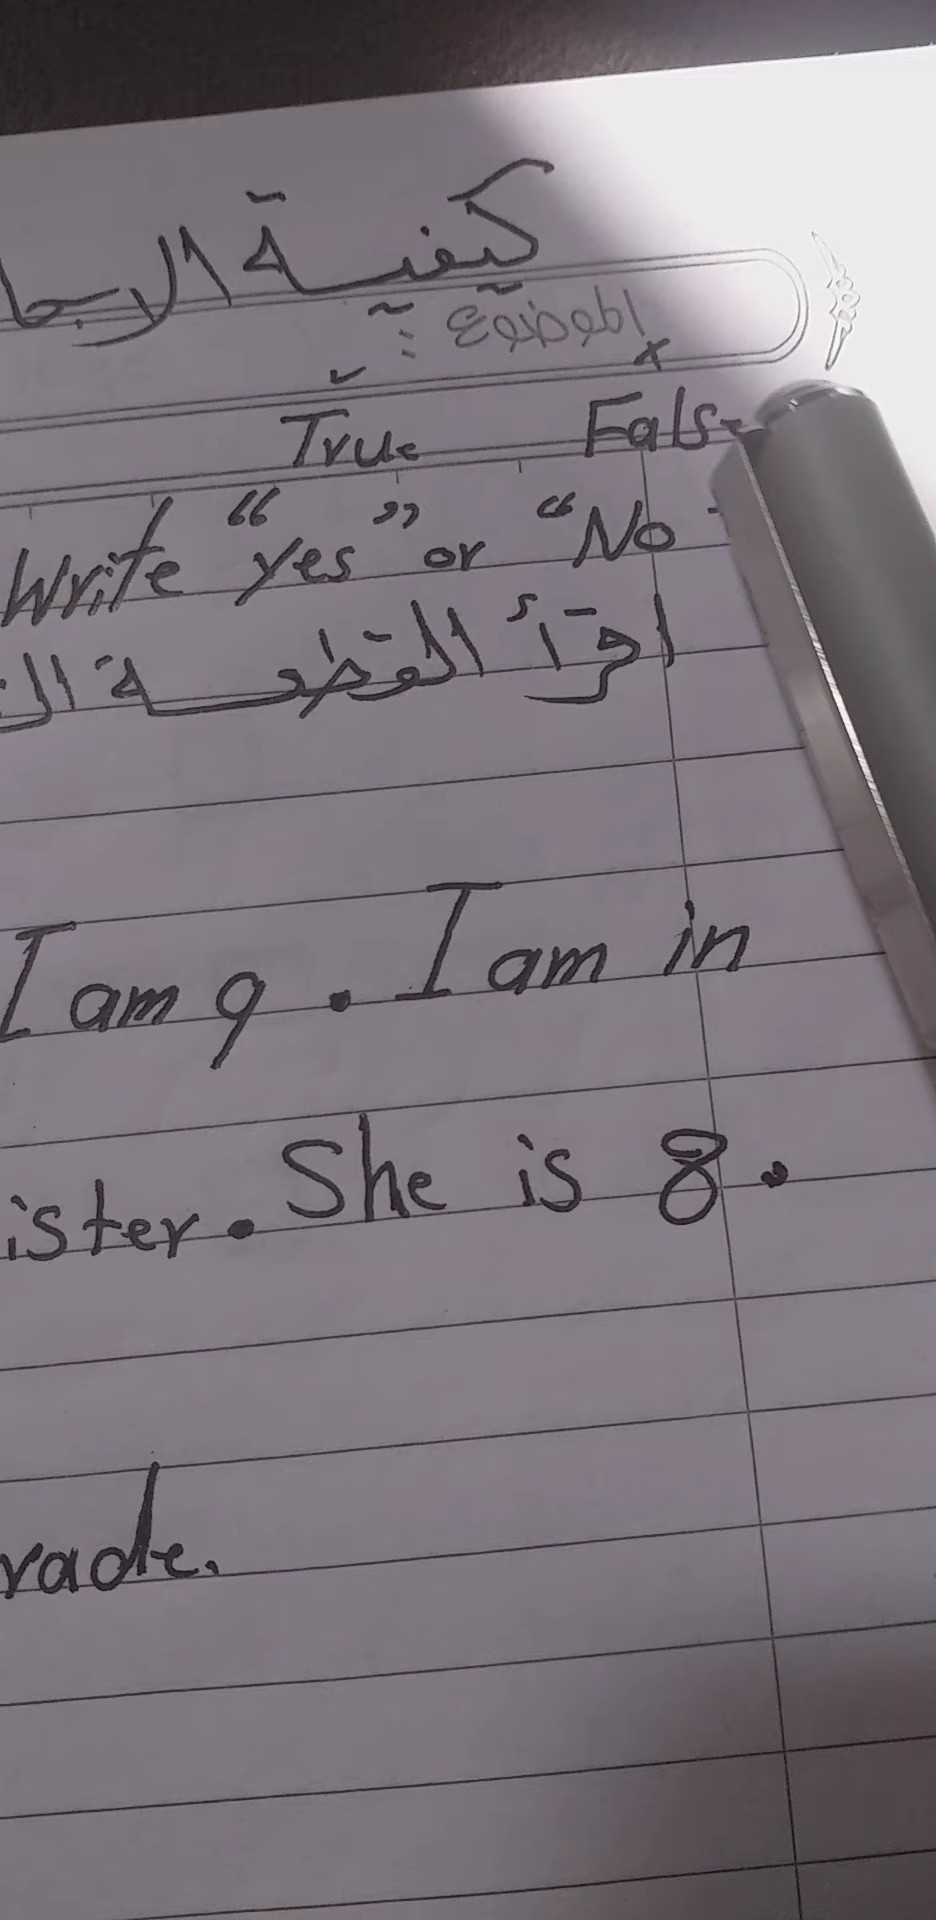 كيفية الاجا
الموضوع :
✓ ×
True False
Write "yes" or "No
اقرأ القطعة
I am 9. I am in
ister. She is 8.
rade.